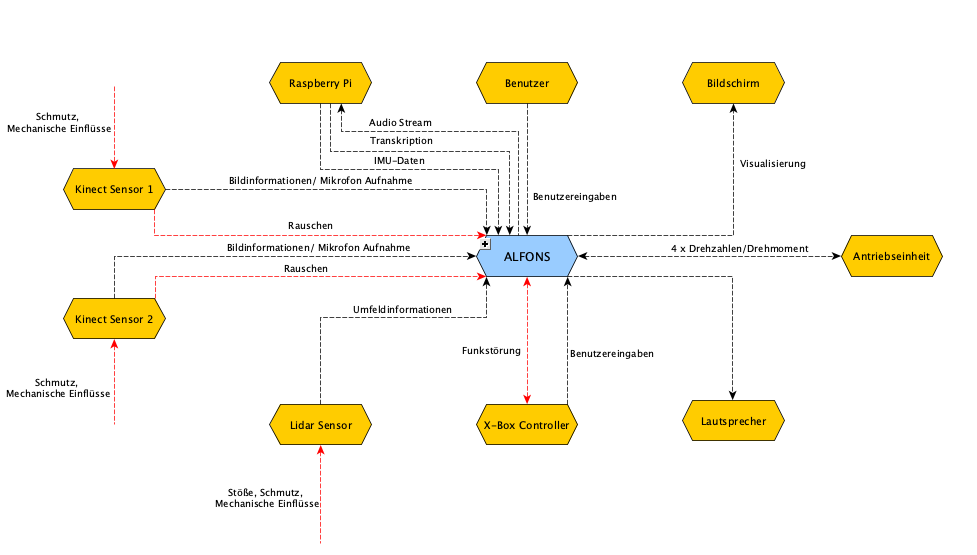 Raspberry Pi
Benutzer
Bildschirm
Schmutz,
Mechanische Einflüsse
Audio Stream
Transkription
IMU-Daten
Visualisierung
Kinect Sensor 1
Bildinformationen/ Mikrofon Aufnahme
Benutzereingaben
Rauschen
Bildinformationen/ Mikrofon Aufnahme
ALFONS
4 x Drehzahlen/Drehmoment
Antriebseinheit
Rauschen
Kinect Sensor 2
Umfeldinformationen
Funkstörung
Benutzereingaben
Schmutz,
Mechanische Einflüsse
Lidar Sensor
X-Box Controller
Lautsprecher
Stöße, Schmutz,
Mechanische Einflüsse